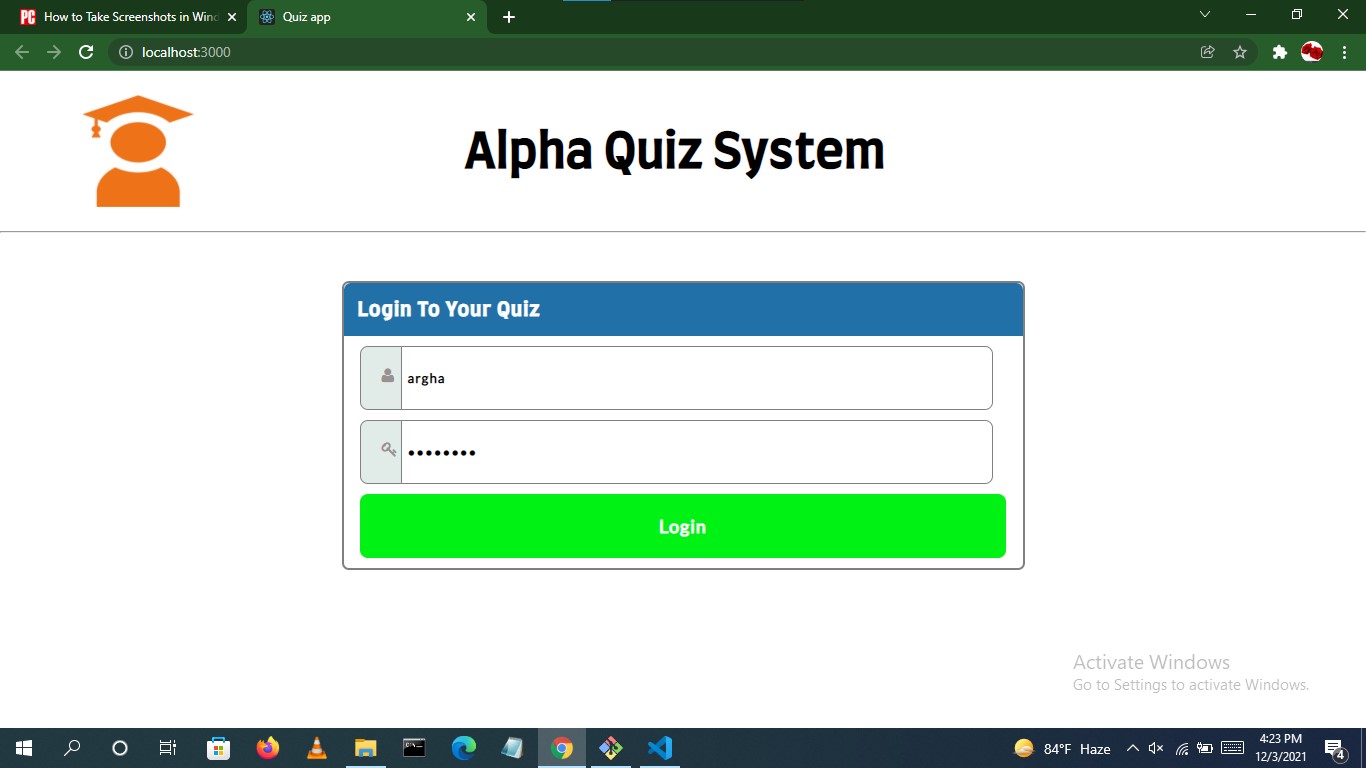 PC How to Take Screenshots in Wind
Quiz app
localhost:3000
Alpha Quiz System
Login To Your Quiz
argha
••••••••
Login
Activate Windows
Go to Settings to activate Windows.
84°F Haze
4:23 PM
12/3/2021
4